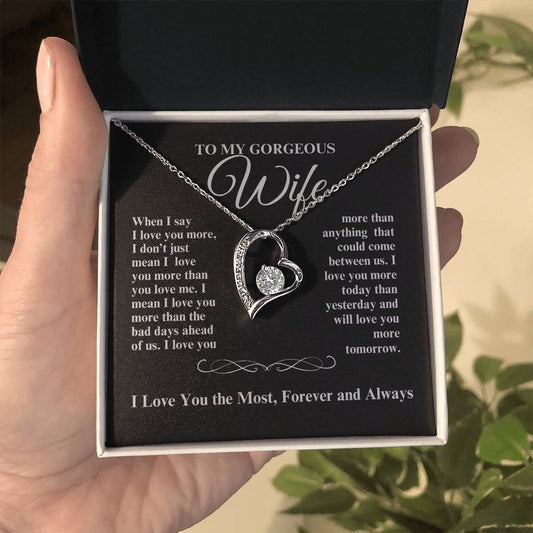 TO MY GORGEOUS
Wife
When I say
I love you more,
I don't just
mean I love
you more than
you love me. I
mean I love you
more than the
bad days ahead
of us. I love you
more than
anything that
could come
between us. I
love you more
today than
yesterday and
will love you
more
tomorrow.
I Love You the Most, Forever and Always